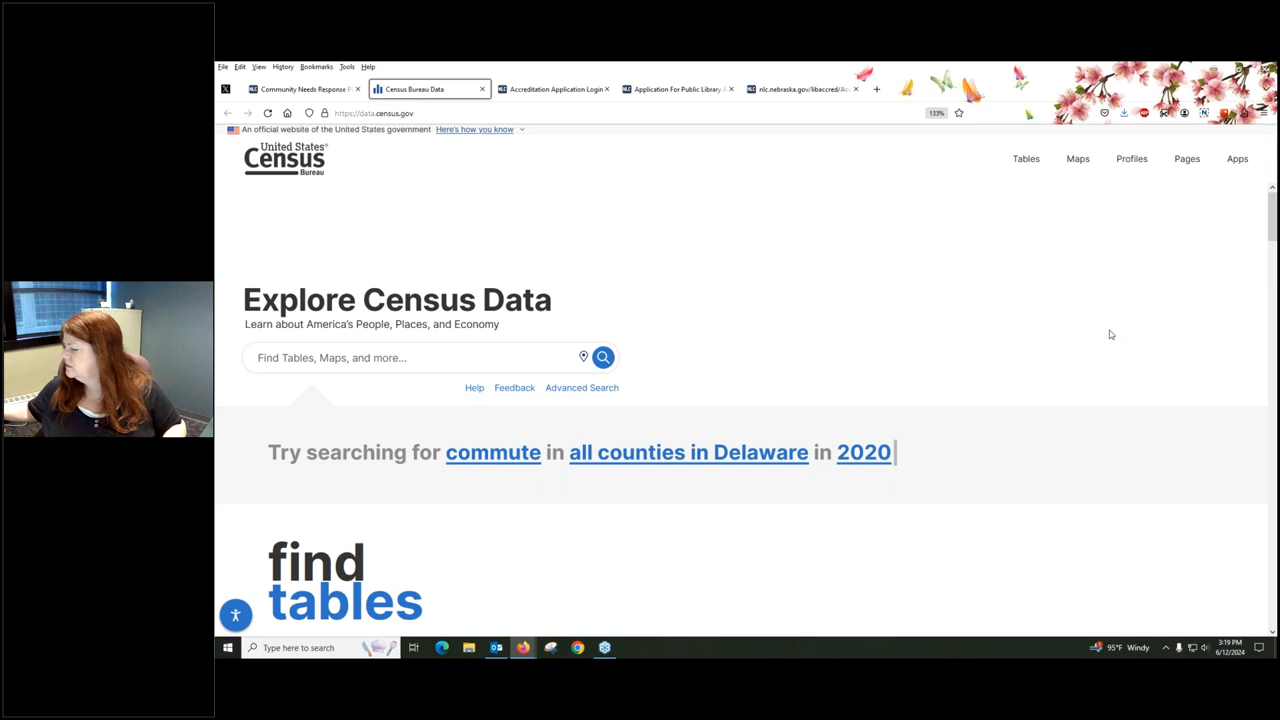 File Edit View History Bookmarks Tools Help
Community Needs Response P
Census Bureau Data
Accreditation Application Login
Application For Public Library A
nlc.nebraska.gov/libaccred/Acc
https://data.census.gov
133%
An official website of the United States government Here's how you know
United States®
Census
Bureau
Tables Maps Profiles Pages Apps
Explore Census Data
Learn about America's People, Places, and Economy
Find Tables, Maps, and more...
Help Feedback Advanced Search
Try searching for commute in all counties in Delaware in 2020
find
tables
Type here to search
95°F Windy
3:19 PM
6/12/2024